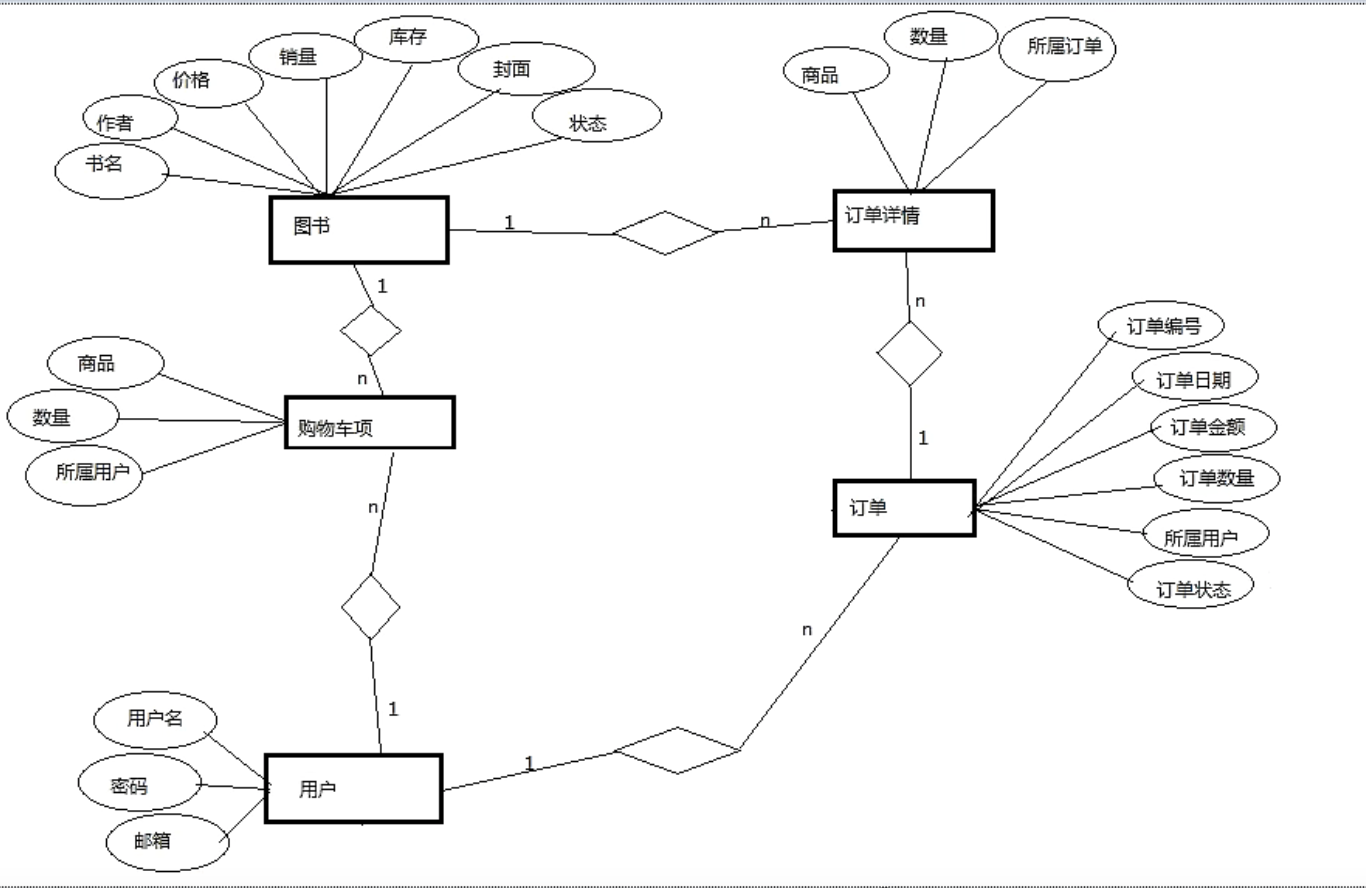 库存
数量
销量
所属订单
封面
价格
商品
作者
状态
书名
图书
1
n
订单详情
1
n
订单编号
商品
n
订单日期
数量
购物车项
订单金额
1
所属用户
订单数量
n
订单
所属用户
订单状态
n
1
用户名
1
密码
用户
邮箱